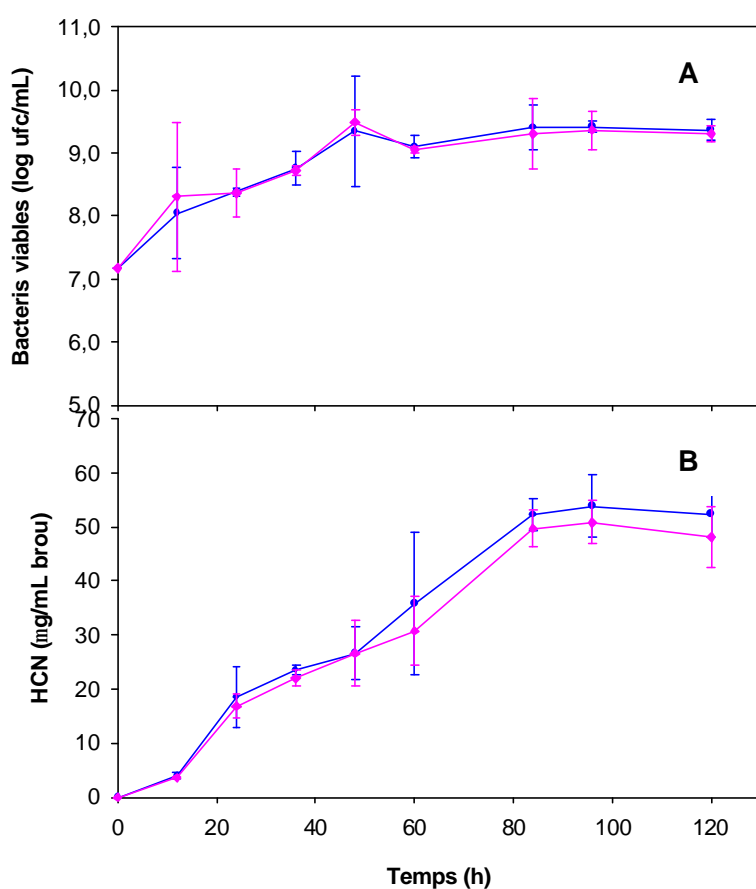 11,0
A
10,0
9,0
8,0
7,0
6,0
5,0
Bacteris viables (log ufc/mL)
70
B
60
50
40
30
20
10
0
HCN (mg/mL brou)
0 20 40 60 80 100 120
Temps (h)